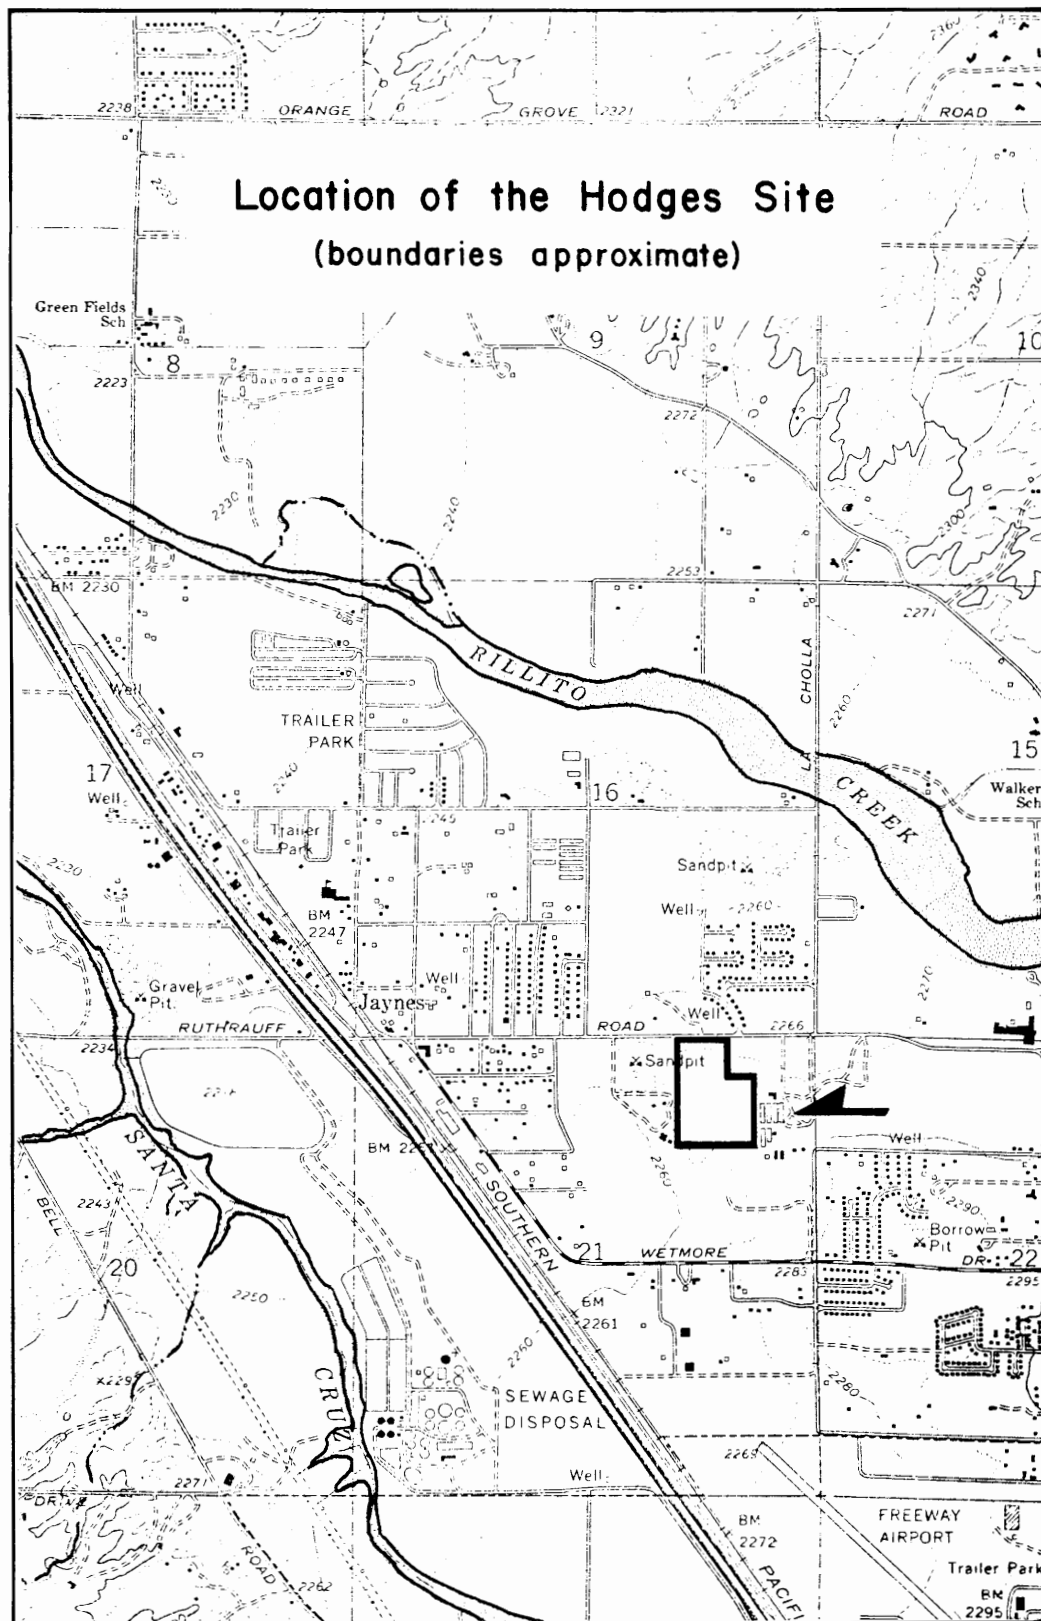 2360
2238
ORANGE GROVE 2321 ROAD
Location of the Hodges Site
(boundaries approximate)
2340
Green Fields
Sch
8
9
10
2223
2272
2230
2240
2300
BM 2230
2253
2271
RILLITO
CHOLLA
2260
Well
TRAILER
PARK
LA
15
17
2240
CREEK
Walker
Sch
Well
16
2245
Trailer
Park
2230
Sandpit
BM
2247
Well
2260
Well
2270
Gravel
Pit
Jaynes
Well
RUTHRAUFF
ROAD
2266
2234
Sandpit
SANTA
BM
2260
Well
SOUTHERN
BELL
2243
2290
Borrow
Pit
20
21
WETMORE
DR
22
2283
2295
2250
BM
2261
2260
CRUZ
2280
SEWAGE
DISPOSAL
2269
2271
Well
DRIVE
BM
2272
FREEWAY
AIRPORT
ROAD
2262
PACIFI
Trailer Park
BM
2295